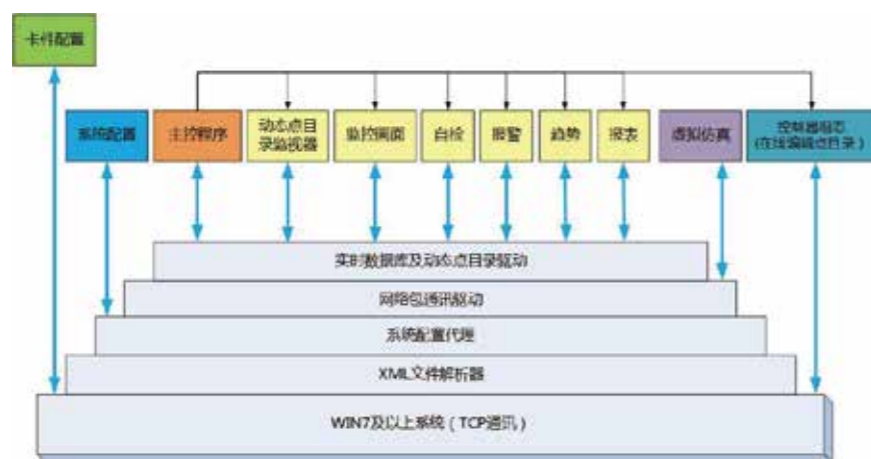 卡件配置
系统配置
主控程序
动态点目
录监视器
监控画面
自检
报警
趋势
报表
虚拟仿真
控制器组态
(在线编辑点目录)
实时数据库及动态点目录驱动
网络包通讯驱动
系统配置代理
XML文件解析器
WIN7及以上系统(TCP通讯)